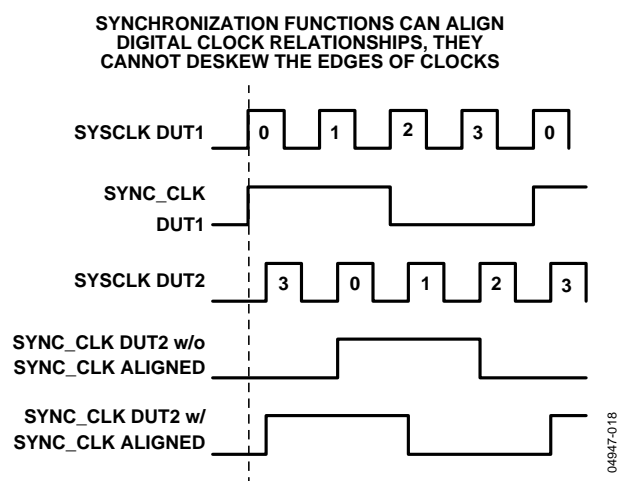 SYNCHRONIZATION FUNCTIONS CAN ALIGN
DIGITAL CLOCK RELATIONSHIPS, THEY
CANNOT DESKEW THE EDGES OF CLOCKS
SYSCLK DUT1
0 1 2 3 0
SYNC_CLK
DUT1
SYSCLK DUT2
3 0 1 2 3
SYNC_CLK DUT2 w/o
SYNC_CLK ALIGNED
SYNC_CLK DUT2 w/
SYNC_CLK ALIGNED
04947-018